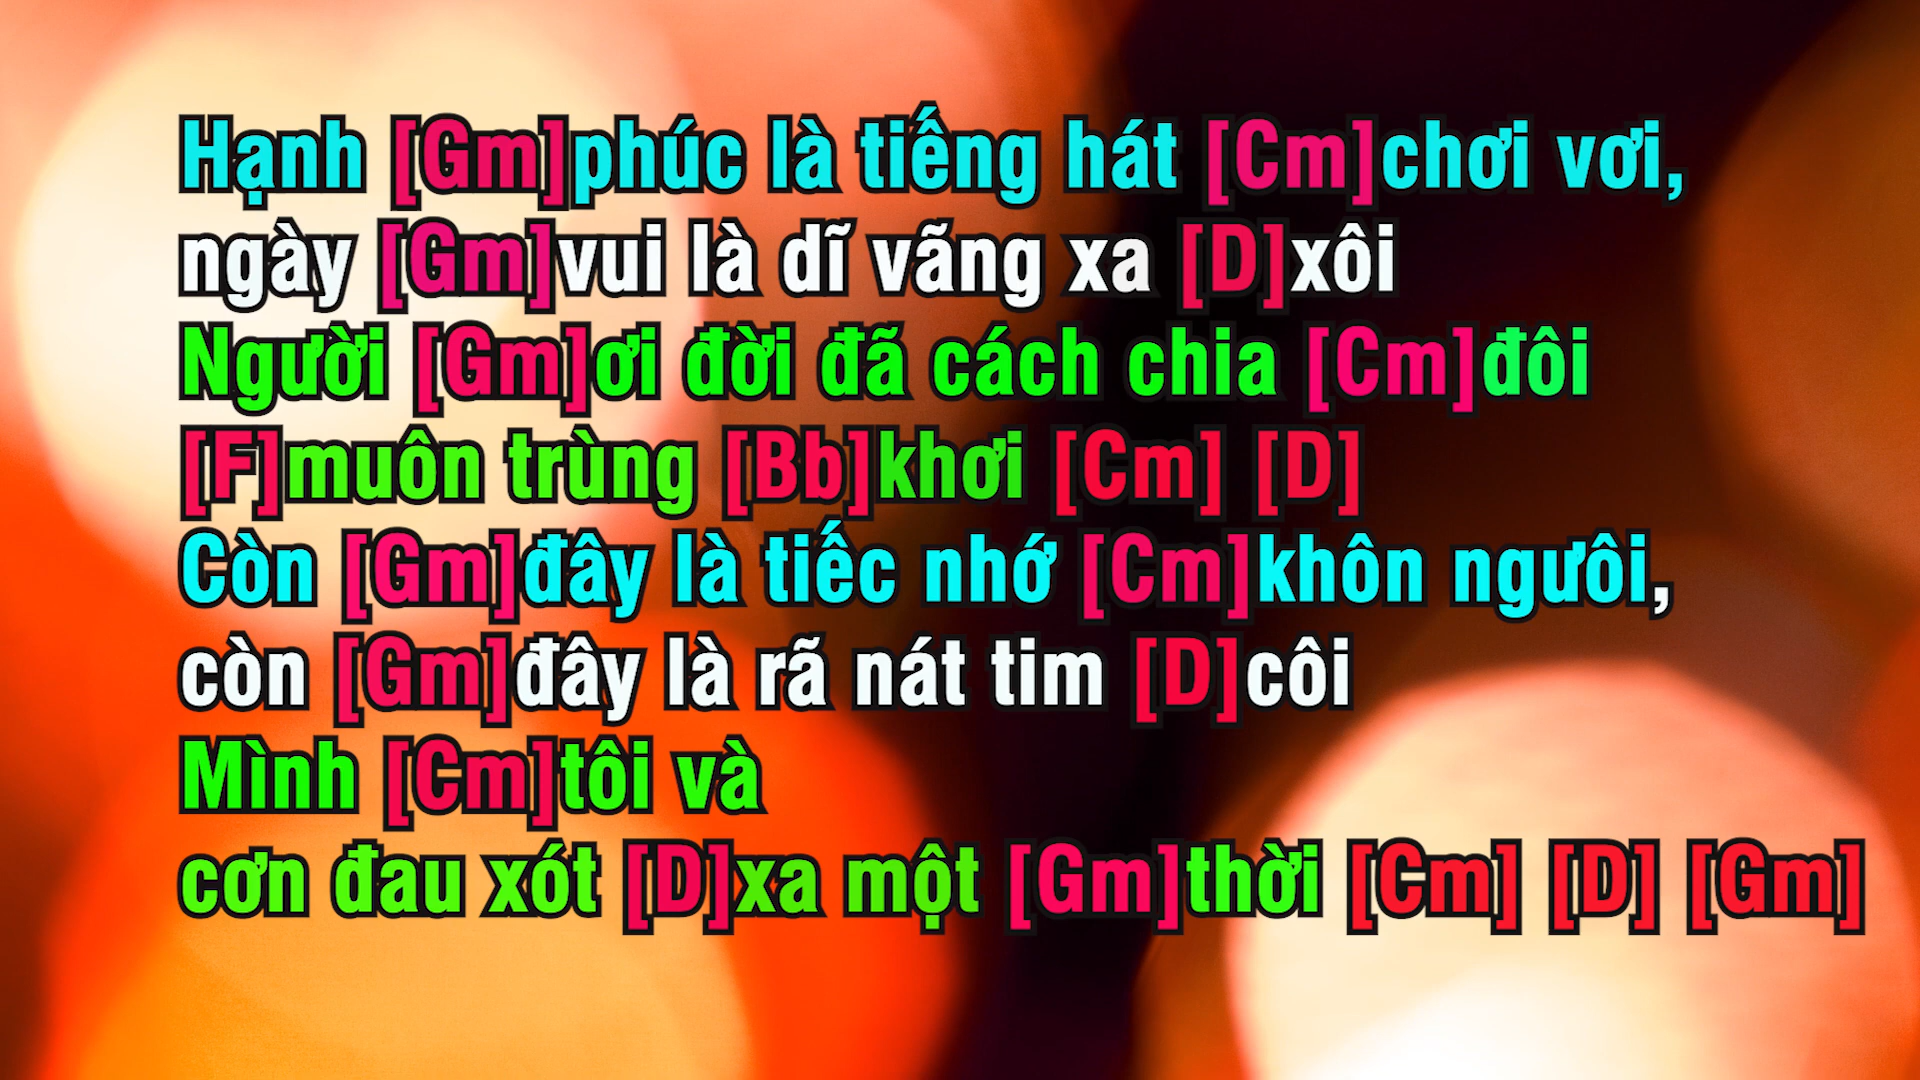 Hạnh [Gm]phúc là tiếng hát [Cm]chơi vơi,
ngày [Gm]vui là dĩ vãng xa [D]xôi
Người [Gm]ơi đời đã cách chia [Cm]đôi
[F]muôn trùng [Bb]khơi [Cm] [D]
Còn [Gm]đây là tiếc nhớ [Cm]khôn ngưôi,
còn [Gm]đây là rã nát tim [D]côi
Mình [Cm]tôi và
cơn đau xót [D]xa một [Gm]thời [Cm] [D] [Gm]